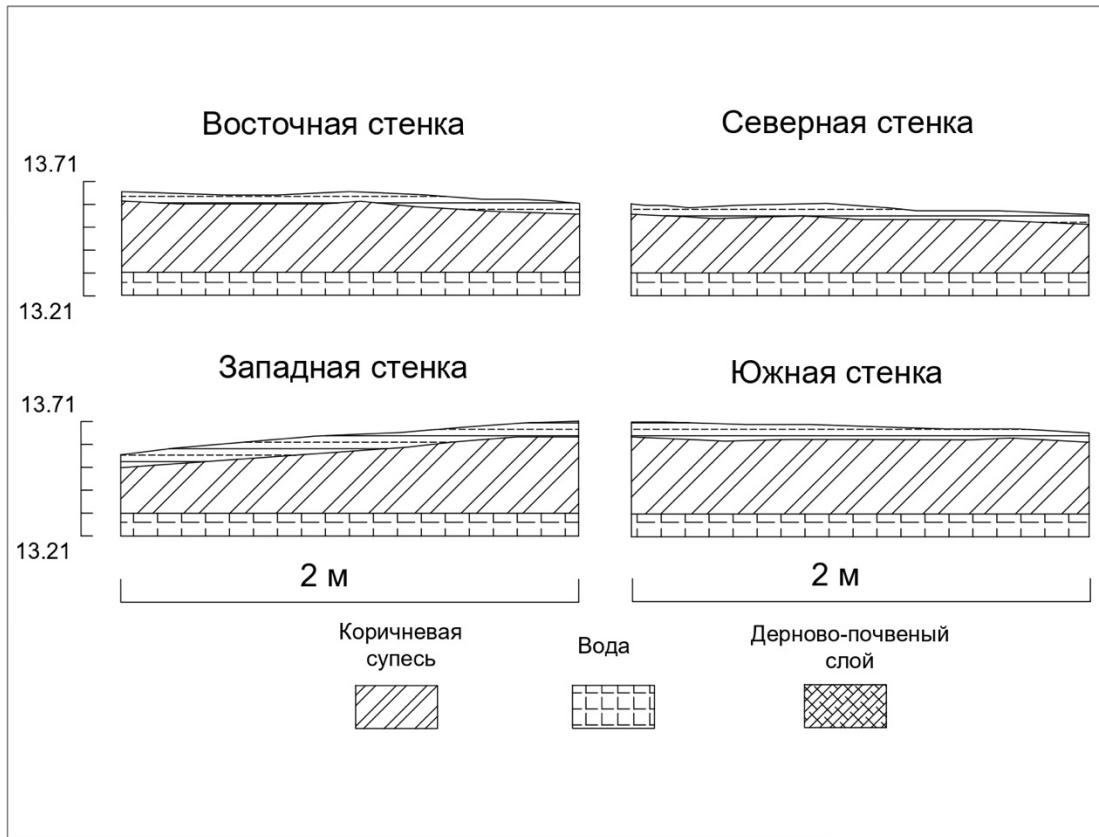 Восточная стенка
Северная стенка
13.71
13.21
Западная стенка
Южная стенка
13.71
13.21
2 м
2 м
Коричневая
супесь
Вода
Дерново-почвеный
слой